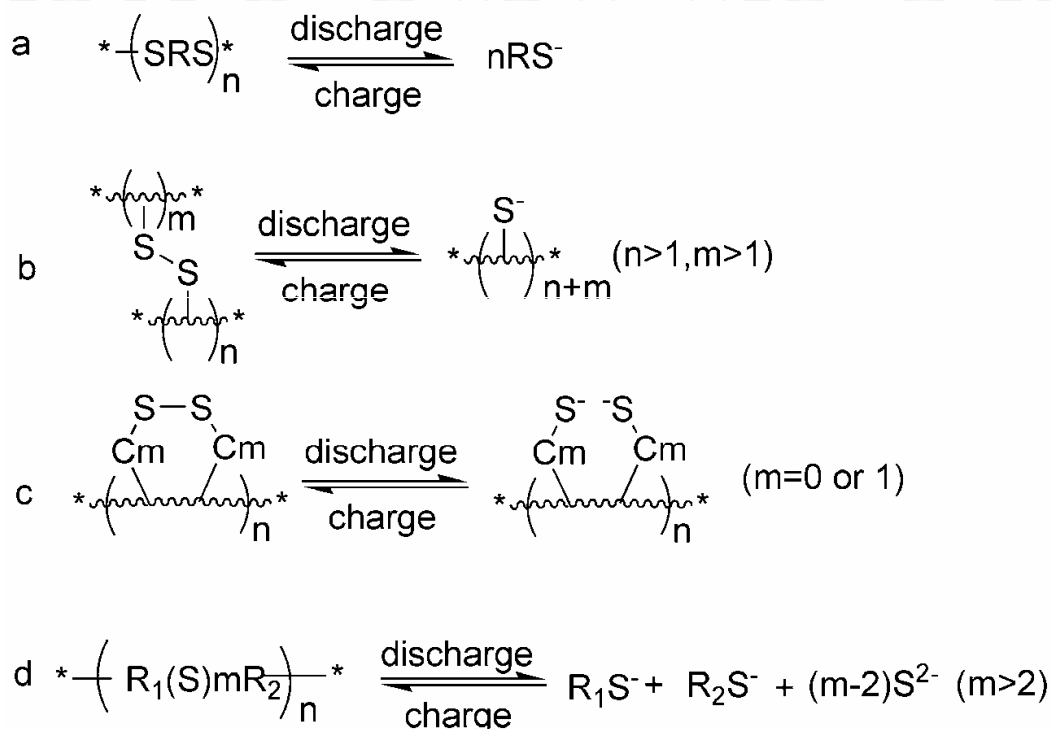 a *-(SRS)n* discharge charge nRS⁻
b *( )m* S S *( )n* discharge charge S⁻ *( )n+m* (n>1,m>1)
c S—S Cm Cm *( )n* discharge charge S⁻ ⁻S Cm Cm *( )n* (m=0 or 1)
d *-(R₁(S)mR₂)n-* discharge charge R₁S⁻+ R₂S⁻ + (m-2)S²⁻ (m>2)